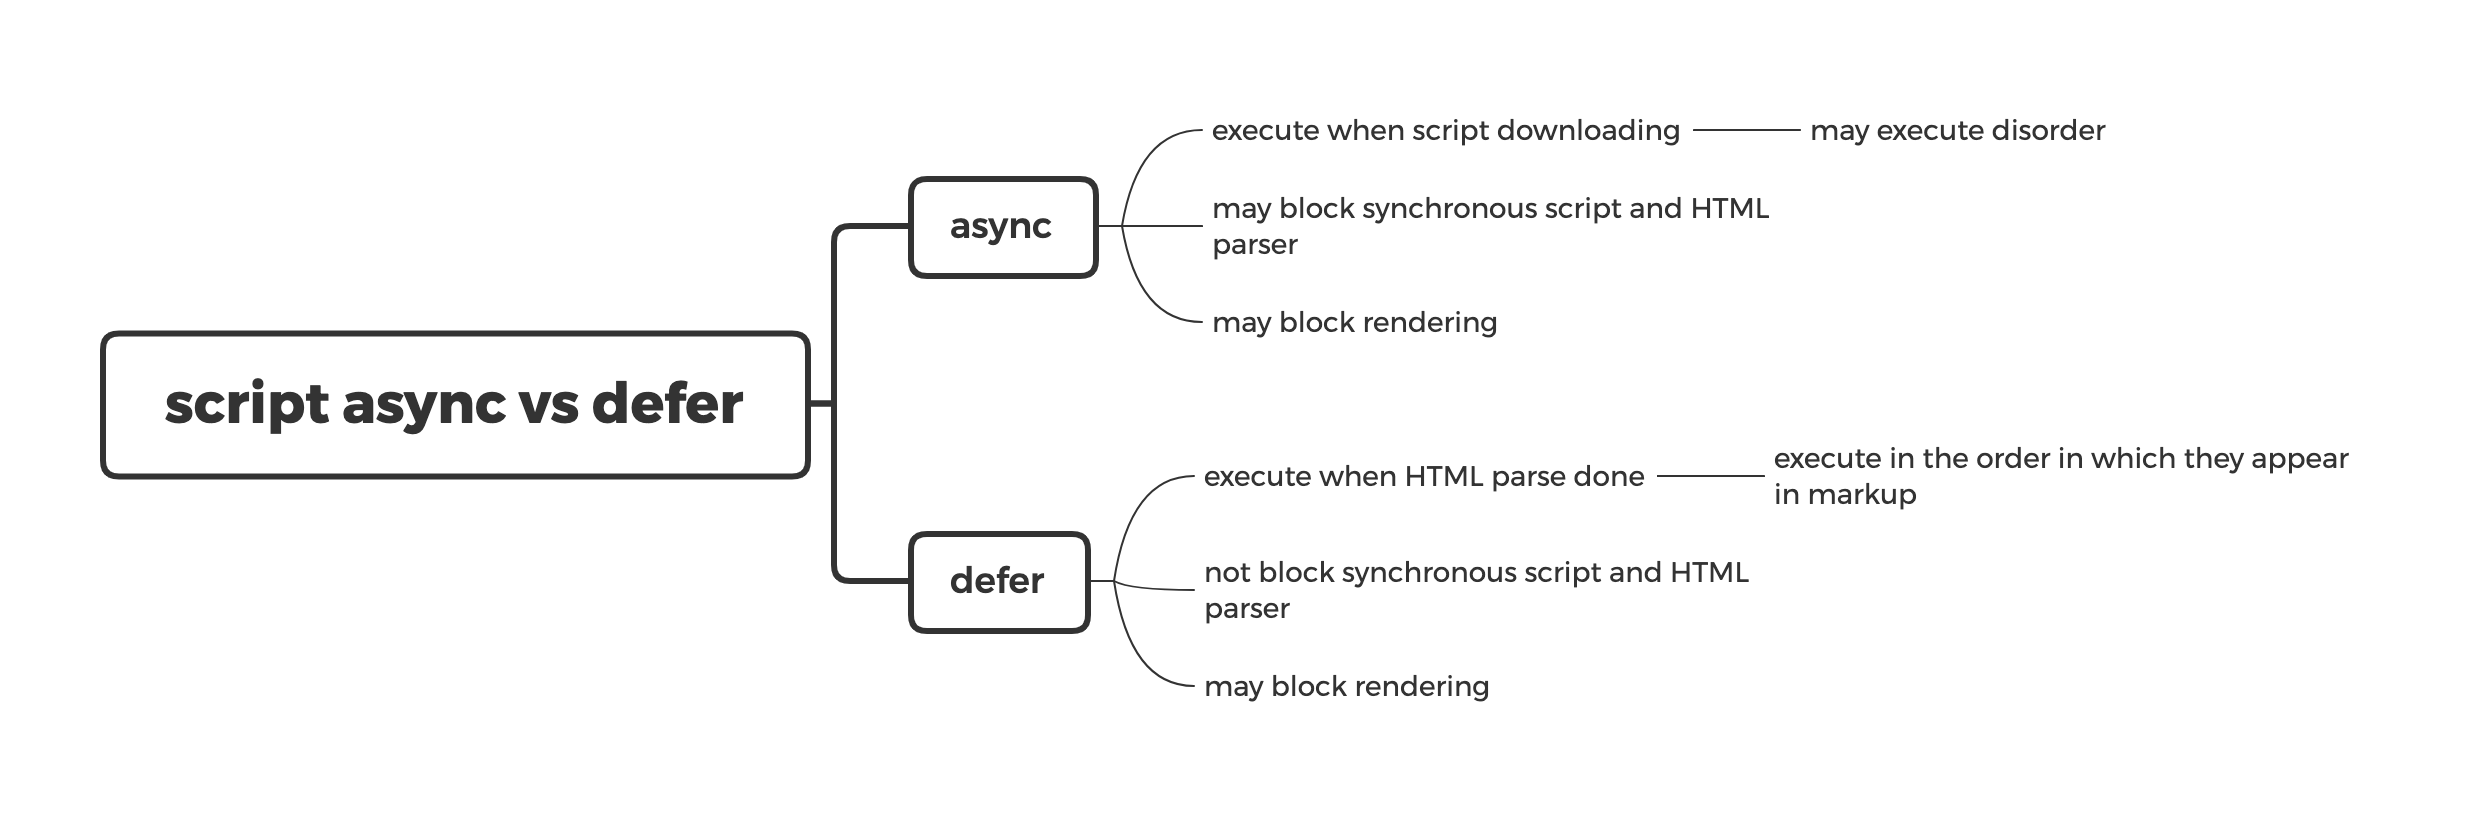 script async vs defer
async
execute when script downloading
may execute disorder
may block synchronous script and HTML
parser
may block rendering
defer
execute when HTML parse done
execute in the order in which they appear
in markup
not block synchronous script and HTML
parser
may block rendering